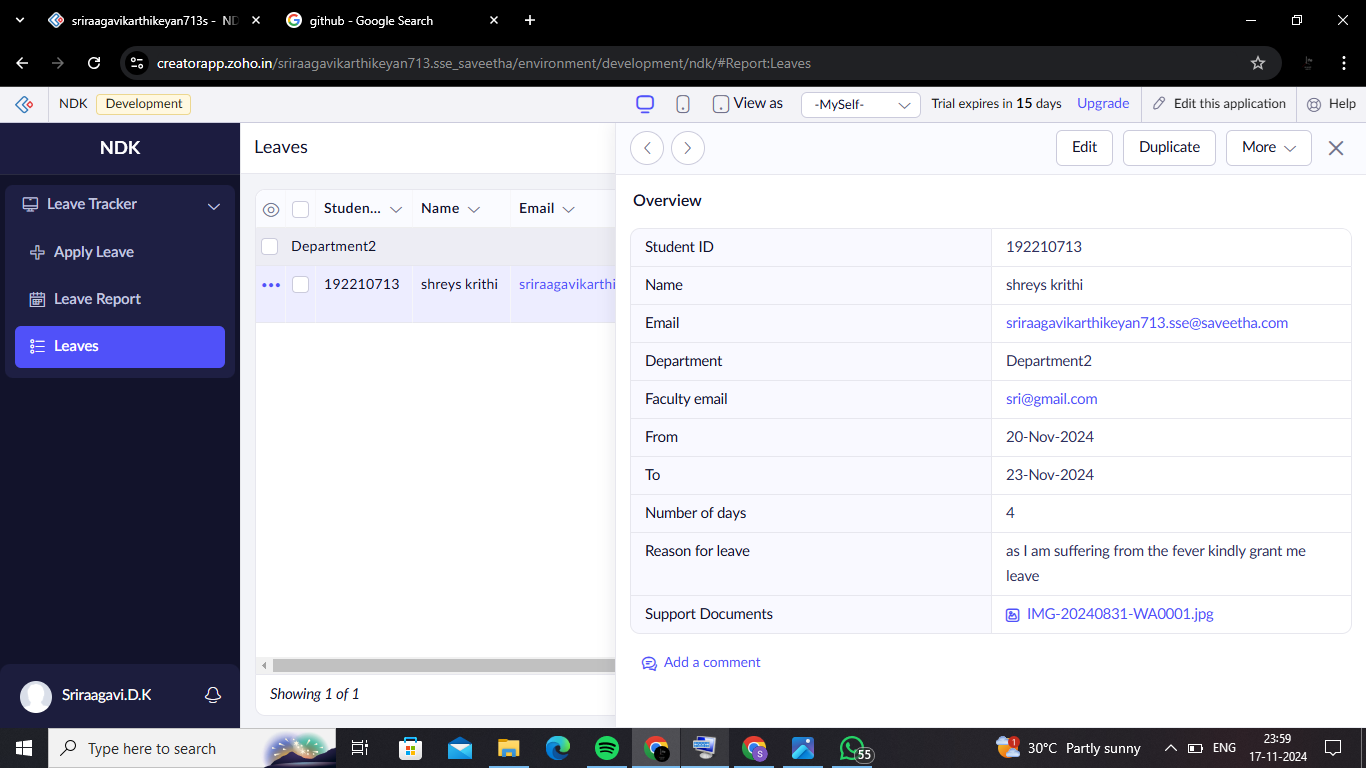 sriraagavikarthikeyan713s - ND
github - Google Search
creatorapp.zoho.in/sriraagavikarthikeyan713.sse_saveetha/environment/development/ndk/#Report:Leaves
NDK Development View as -MySelf- Trial expires in 15 days Upgrade Edit this application Help
NDK
Leave Tracker
Apply Leave
Leave Report
Leaves
Sriraagavi.D.K
Leaves
Studen... Name Email
Department2
192210713 shreys krithi sriraagavikarthi
Showing 1 of 1
Edit Duplicate More
Overview
Student ID 192210713
Name shreys krithi
Email sriraagavikarthikeyan713.sse@saveetha.com
Department Department2
Faculty email sri@gmail.com
From 20-Nov-2024
To 23-Nov-2024
Number of days 4
Reason for leave as I am suffering from the fever kindly grant me
leave
Support Documents IMG-20240831-WA0001.jpg
Add a comment
Type here to search
S
55
1
30°C Partly sunny
ENG
23:59
17-11-2024